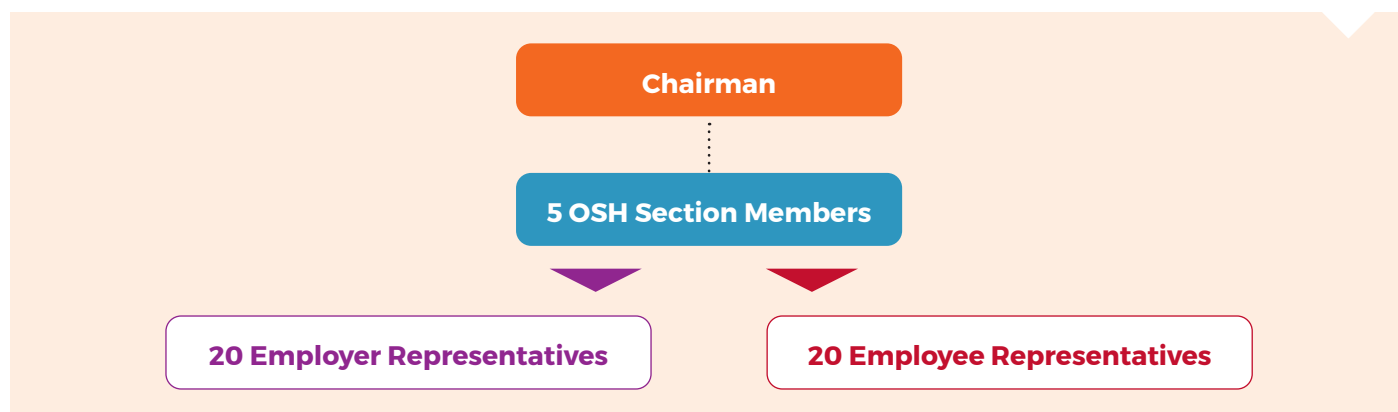 Chairman
5 OSH Section Members
20 Employer Representatives
20 Employee Representatives